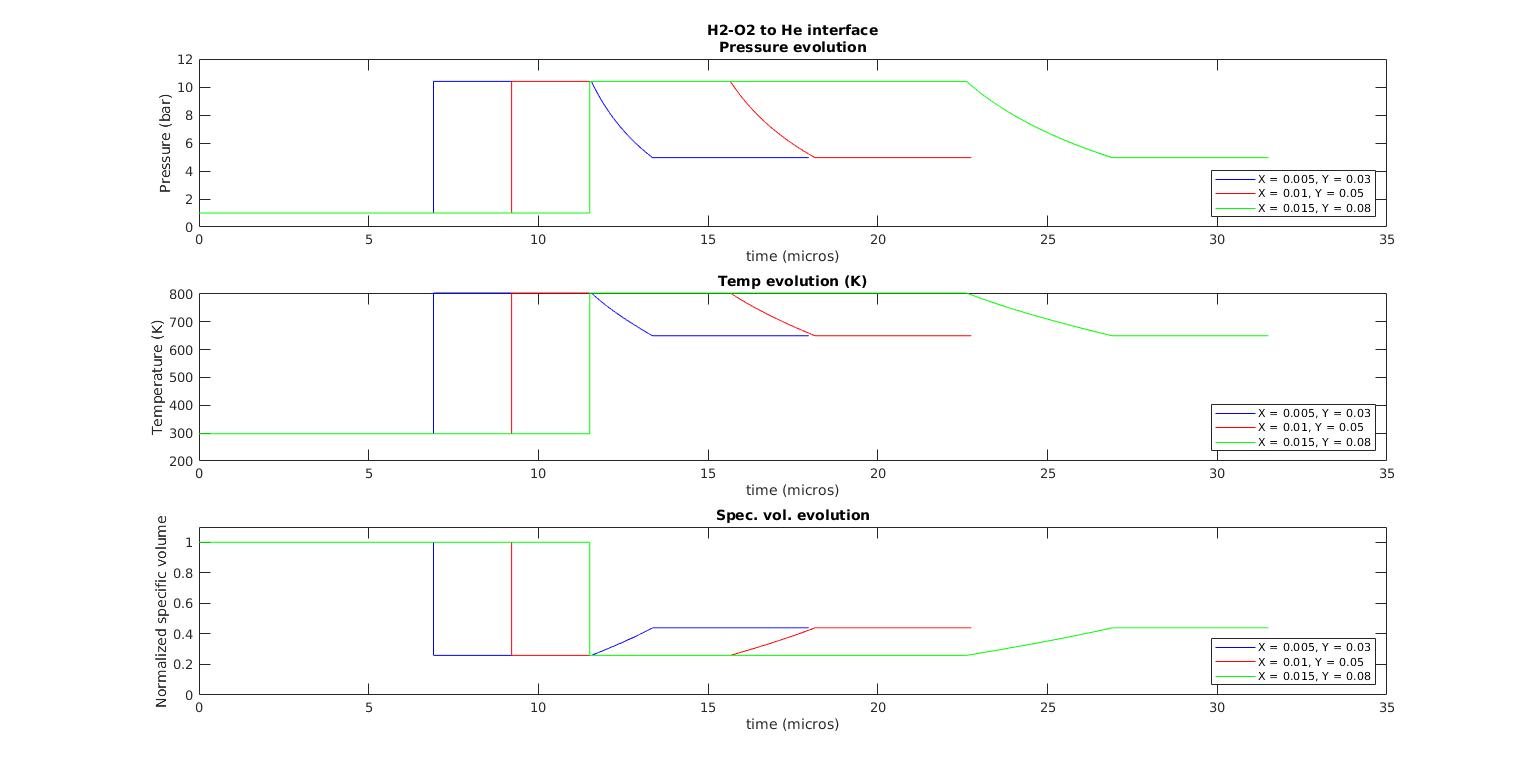 H2-O2 to He interface
Pressure evolution
Pressure (bar)
12
10
8
6
4
2
0
0 5 10 15 20 25 30 35
time (micros)
X = 0.005, Y = 0.03
X = 0.01, Y = 0.05
X = 0.015, Y = 0.08
Temp evolution (K)
Temperature (K)
800
700
600
500
400
300
200
0 5 10 15 20 25 30 35
time (micros)
X = 0.005, Y = 0.03
X = 0.01, Y = 0.05
X = 0.015, Y = 0.08
Spec. vol. evolution
Normalized specific volume
1
0.8
0.6
0.4
0.2
0
0 5 10 15 20 25 30 35
time (micros)
X = 0.005, Y = 0.03
X = 0.01, Y = 0.05
X = 0.015, Y = 0.08